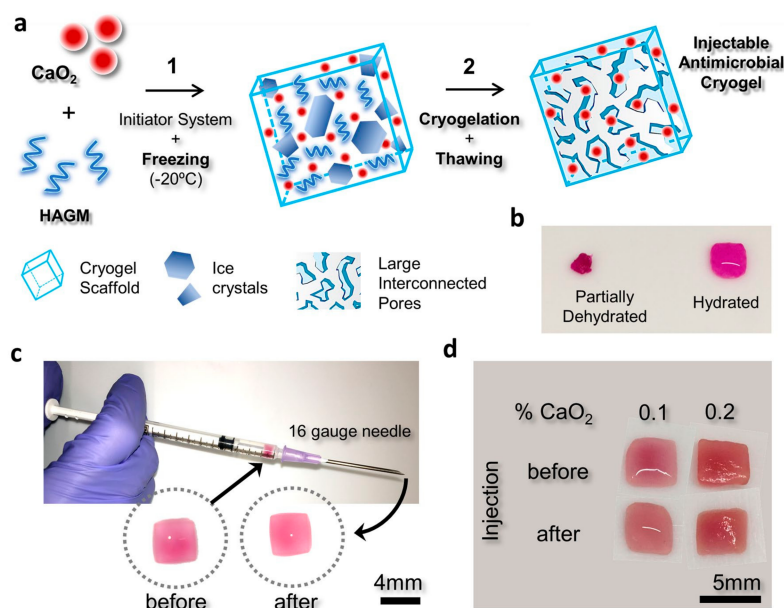 a
CaO₂
+
HAGM
1
Initiator System
+
Freezing
(-20ºC)
2
Cryogelation
+
Thawing
Injectable
Antimicrobial
Cryogel
Cryogel
Scaffold
Ice
crystals
Large
Interconnected
Pores
b
Partially
Dehydrated
Hydrated
c
16 gauge needle
before
after
4mm
d
% CaO₂
0.1
0.2
Injection
before
after
5mm